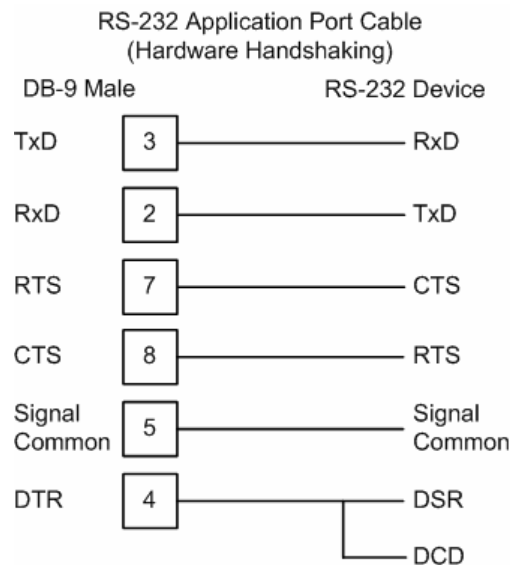 RS-232 Application Port Cable
(Hardware Handshaking)
DB-9 Male RS-232 Device
TxD 3 RxD
RxD 2 TxD
RTS 7 CTS
CTS 8 RTS
Signal Common 5 Signal Common
DTR 4 DSR
DCD